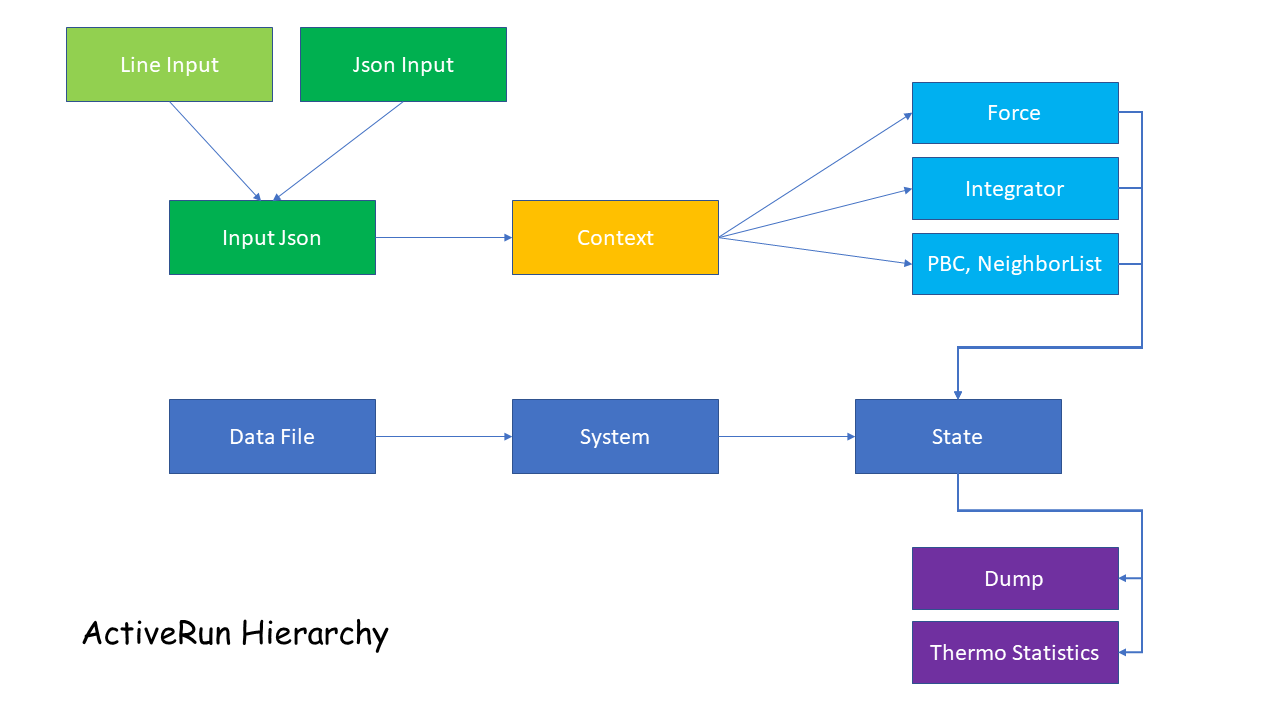 Line Input
Json Input
Force
Integrator
Input Json
Context
PBC, NeighborList
Data File
System
State
Dump
ActiveRun Hierarchy
Thermo Statistics